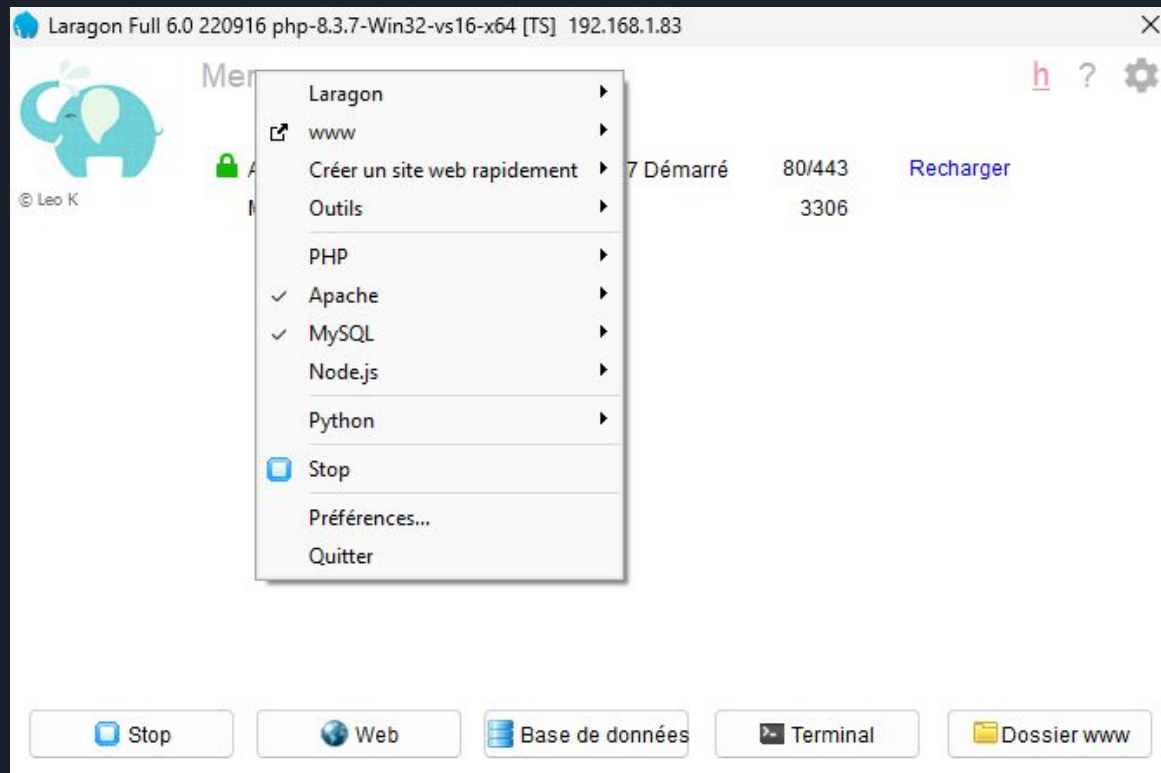 Laragon Full 6.0 220916 php-8.3.7-Win32-vs16-x64 [TS] 192.168.1.83
h ?
© Leo K
7 Démarré 80/443 Recharger
3306
Laragon
www
Créer un site web rapidement
Outils
PHP
Apache
MySQL
Node.js
Python
Stop
Préférences...
Quitter
Stop
Web
Base de données
Terminal
Dossier www